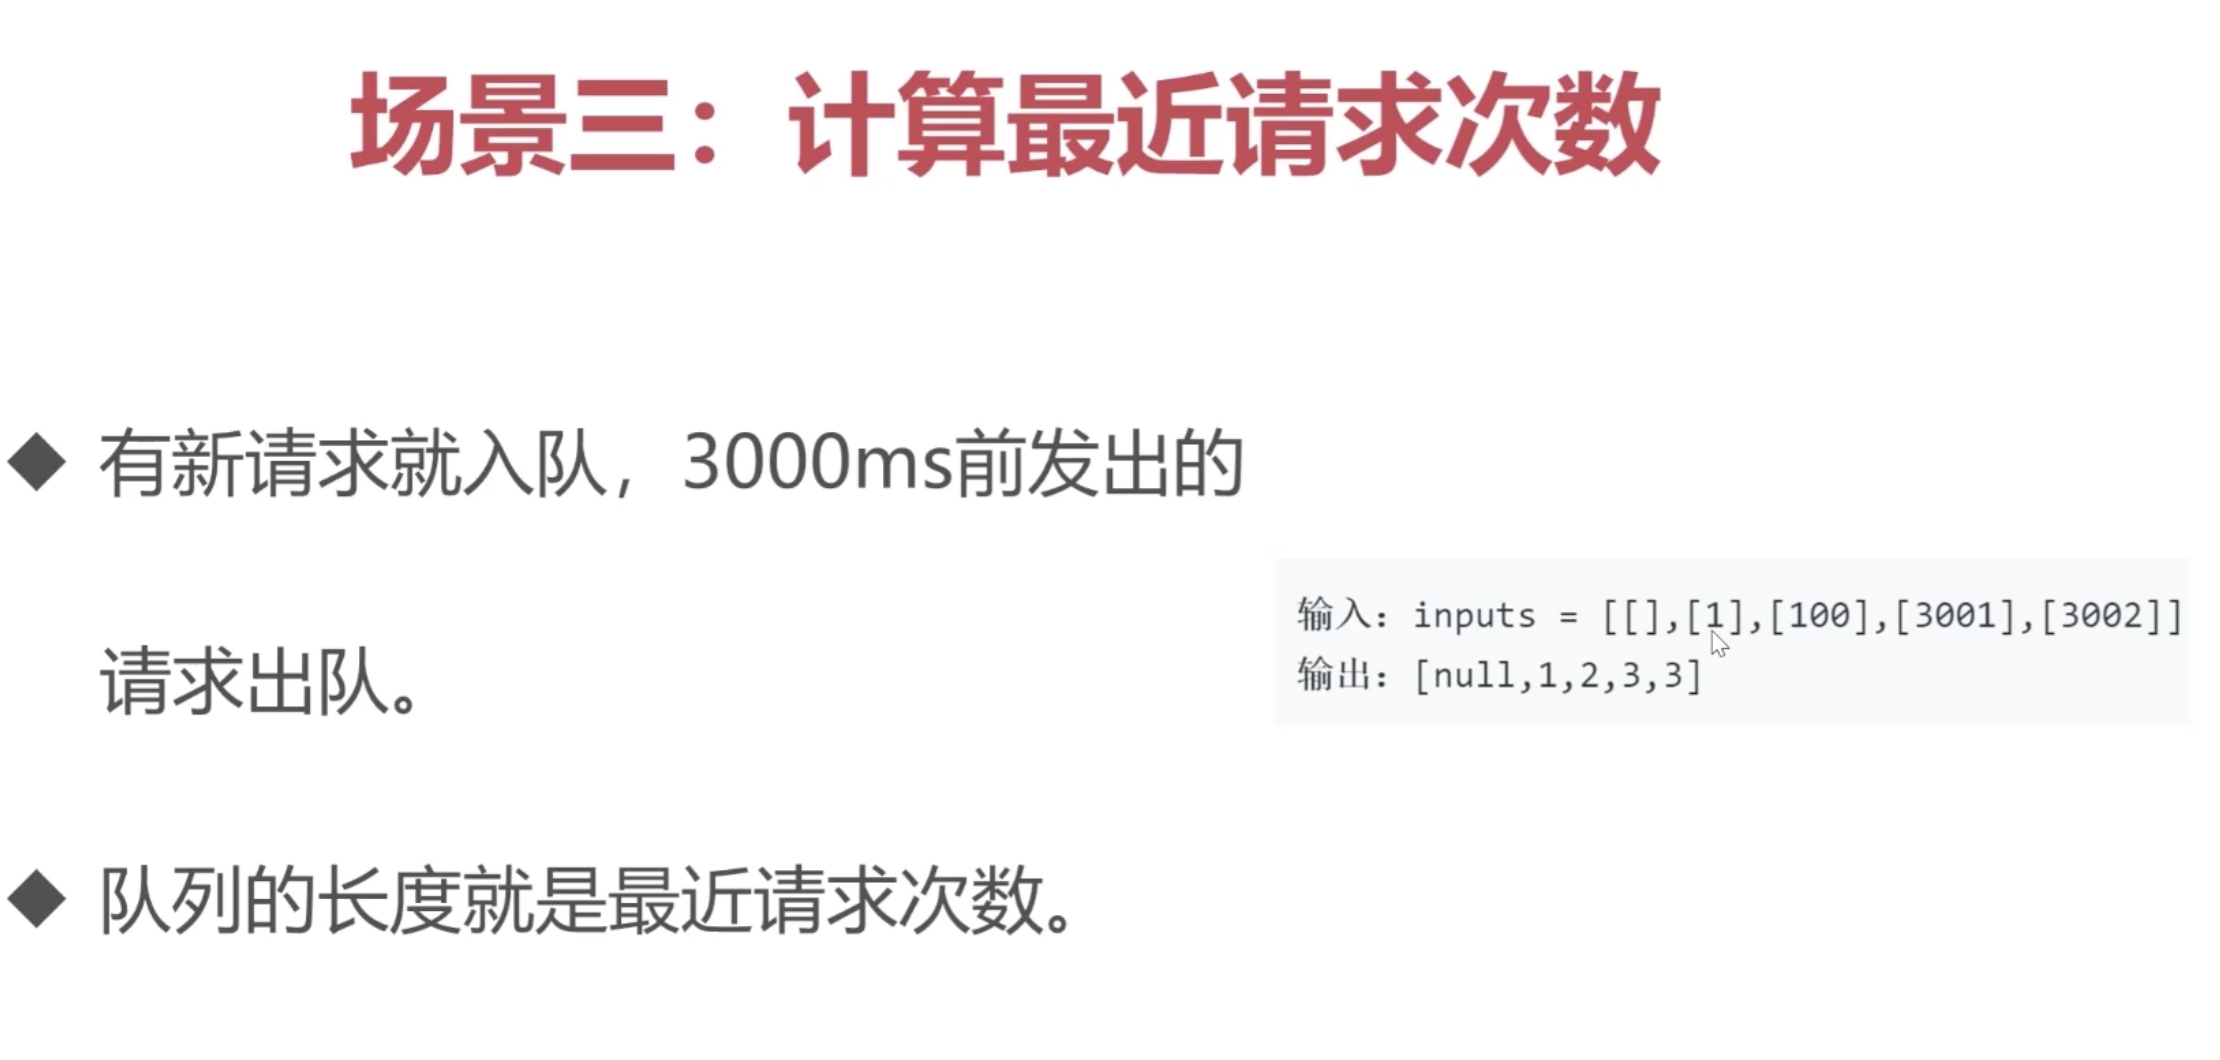 场景三：计算最近请求次数
有新请求就入队，3000ms前发出的
请求出队。
输入：inputs = [[],[1],[100],[3001],[3002]]
输出：[null,1,2,3,3]
队列的长度就是最近请求次数。